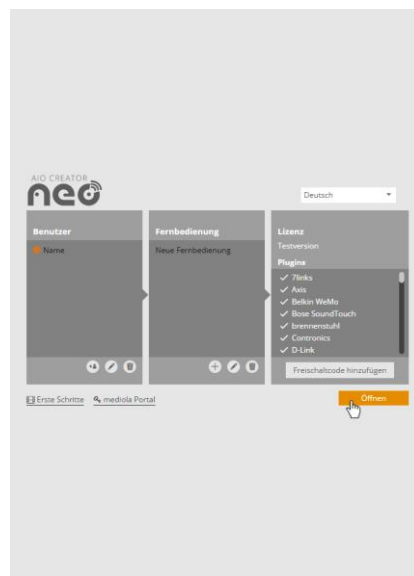 AIO CREATOR
neo
Deutsch
Benutzer
Name
Fernbedienung
Neue Fernbedienung
Lizenz
Testversion
Plugins
7links
Axis
Belkin WeMo
Bose SoundTouch
brennenstuhl
Contronics
D-Link
Freischaltcode hinzufügen
Erste Schritte
mediola Portal
Öffnen